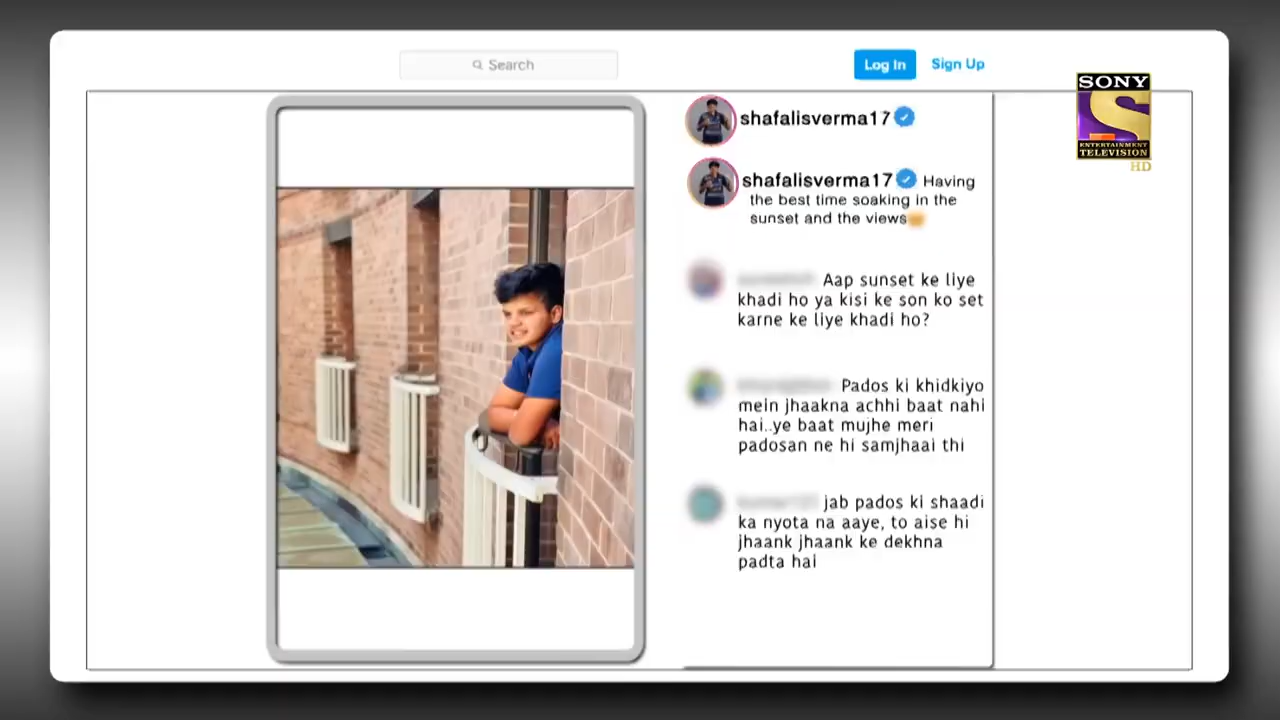 Search
Log In
Sign Up
SONY
ENTERTAINMENT
TELEVISION
HD
shafalisverma17
shafalisverma17 Having
the best time soaking in the
sunset and the views
Aap sunset ke liye
khadi ho ya kisi ke son ko set
karne ke liye khadi ho?
Pados ki khidkiyo
mein jhaakna achhi baat nahi
hai..ye baat mujhe meri
padosan ne hi samjhaai thi
jab pados ki shaadi
ka nyota na aaye, to aise hi
jhaank jhaank ke dekhna
padta hai